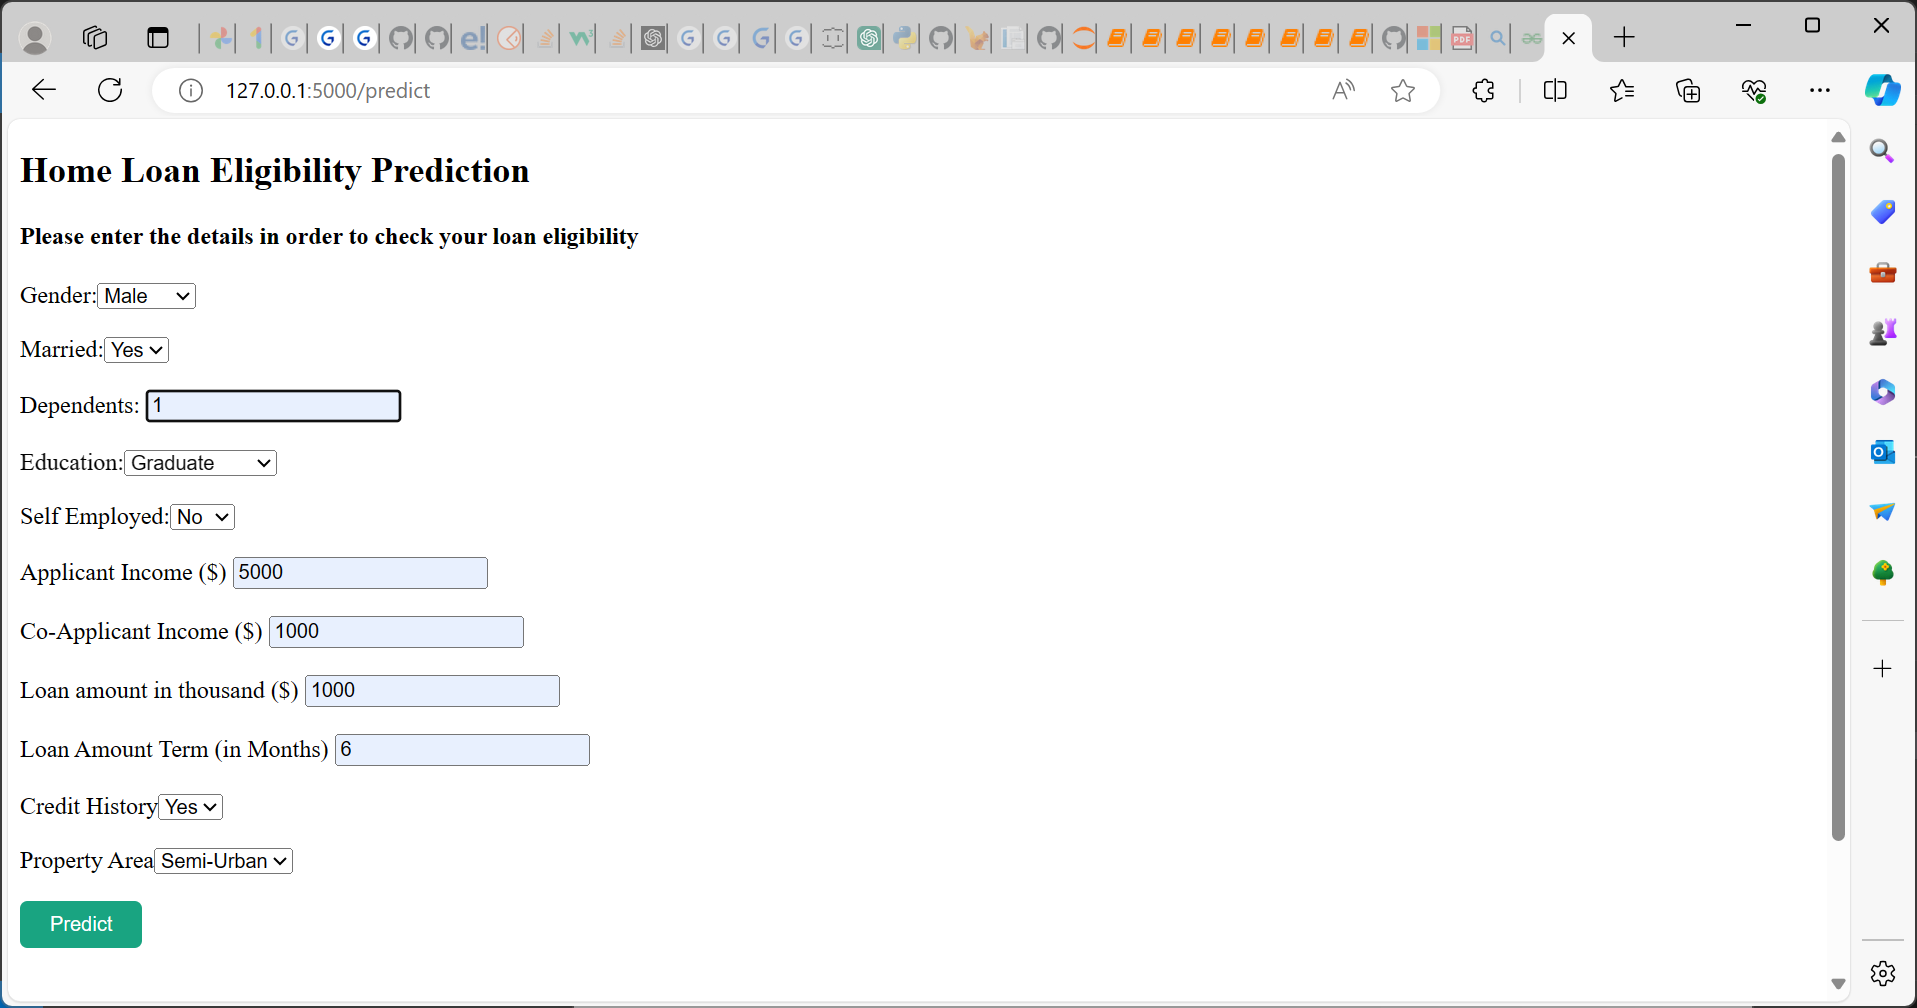 127.0.0.1:5000/predict
Home Loan Eligibility Prediction
Please enter the details in order to check your loan eligibility
Gender: Male
Married: Yes
Dependents: 1
Education: Graduate
Self Employed: No
Applicant Income ($) 5000
Co-Applicant Income ($) 1000
Loan amount in thousand ($) 1000
Loan Amount Term (in Months) 6
Credit History Yes
Property Area Semi-Urban
Predict